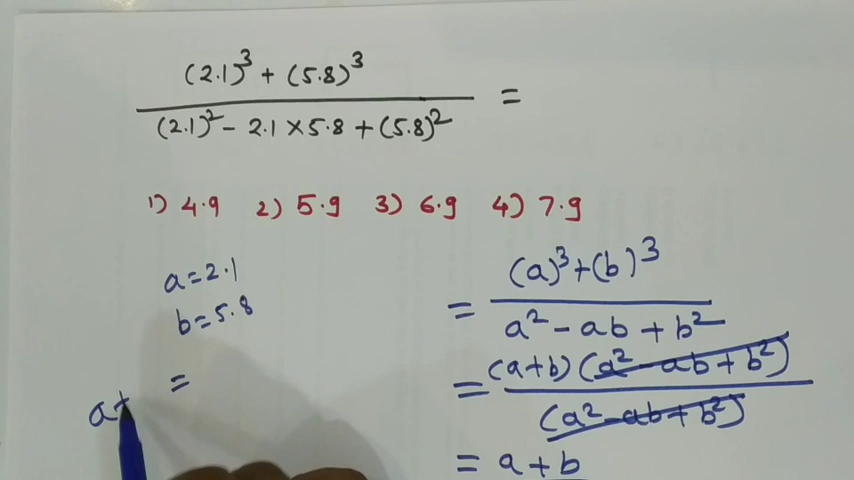 (2.1)³ + (5.8)³
(2.1)² - 2.1 × 5.8 + (5.8)² =
1) 4.9 2) 5.9 3) 6.9 4) 7.9
a = 2.1
b = 5.8
a+ =
= (a)³ + (b)³
a² - ab + b²
= (a+b) (a² - ab + b²)
(a² - ab + b²)
= a + b